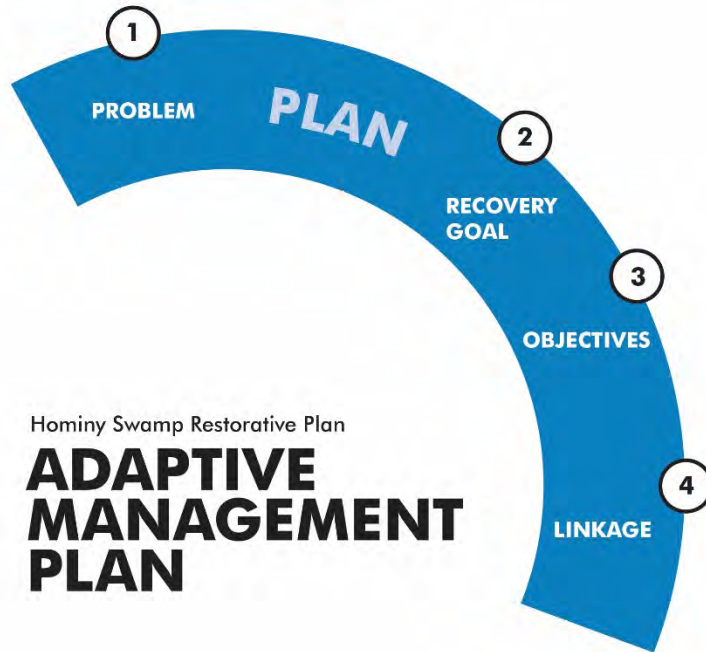 1
PROBLEM
PLAN
2
RECOVERY
GOAL
3
OBJECTIVES
4
LINKAGE
Hominy Swamp Restorative Plan
ADAPTIVE
MANAGEMENT
PLAN